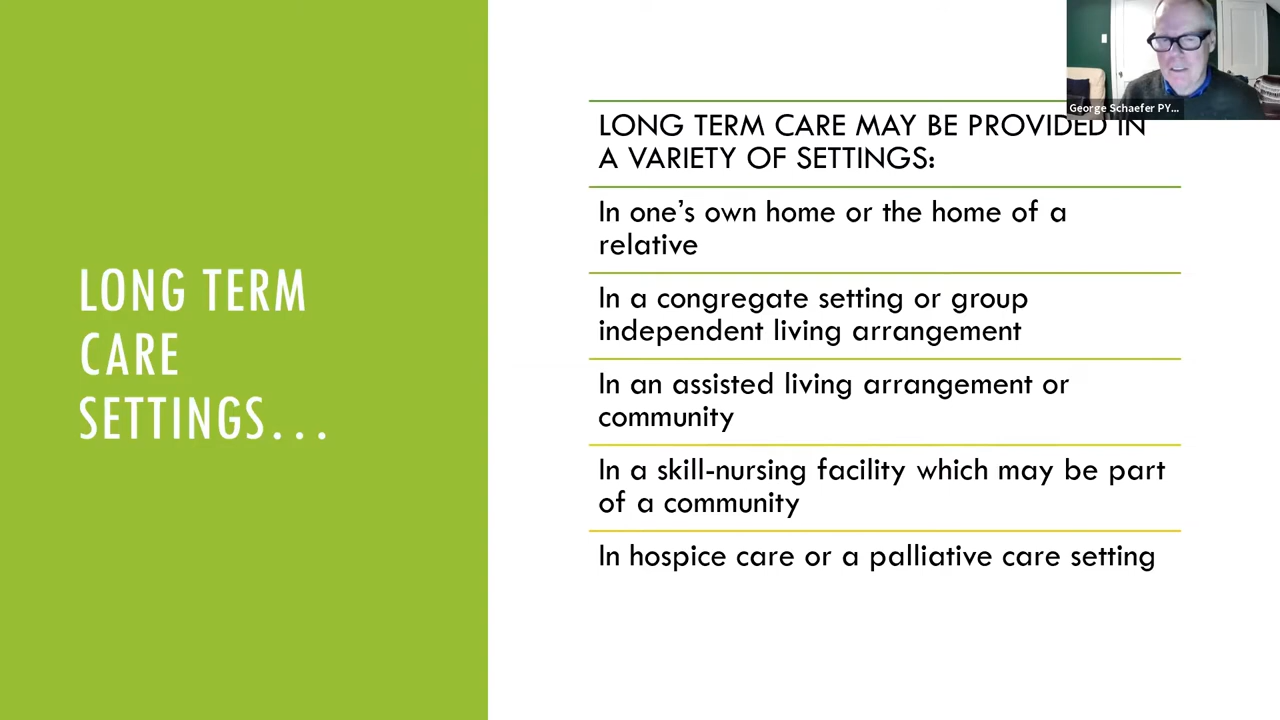 LONG TERM
CARE
SETTINGS...
LONG TERM CARE MAY BE PROVIDED IN
A VARIETY OF SETTINGS:
In one’s own home or the home of a
relative
In a congregate setting or group
independent living arrangement
In an assisted living arrangement or
community
In a skill-nursing facility which may be part
of a community
In hospice care or a palliative care setting
George Schaefer PY...